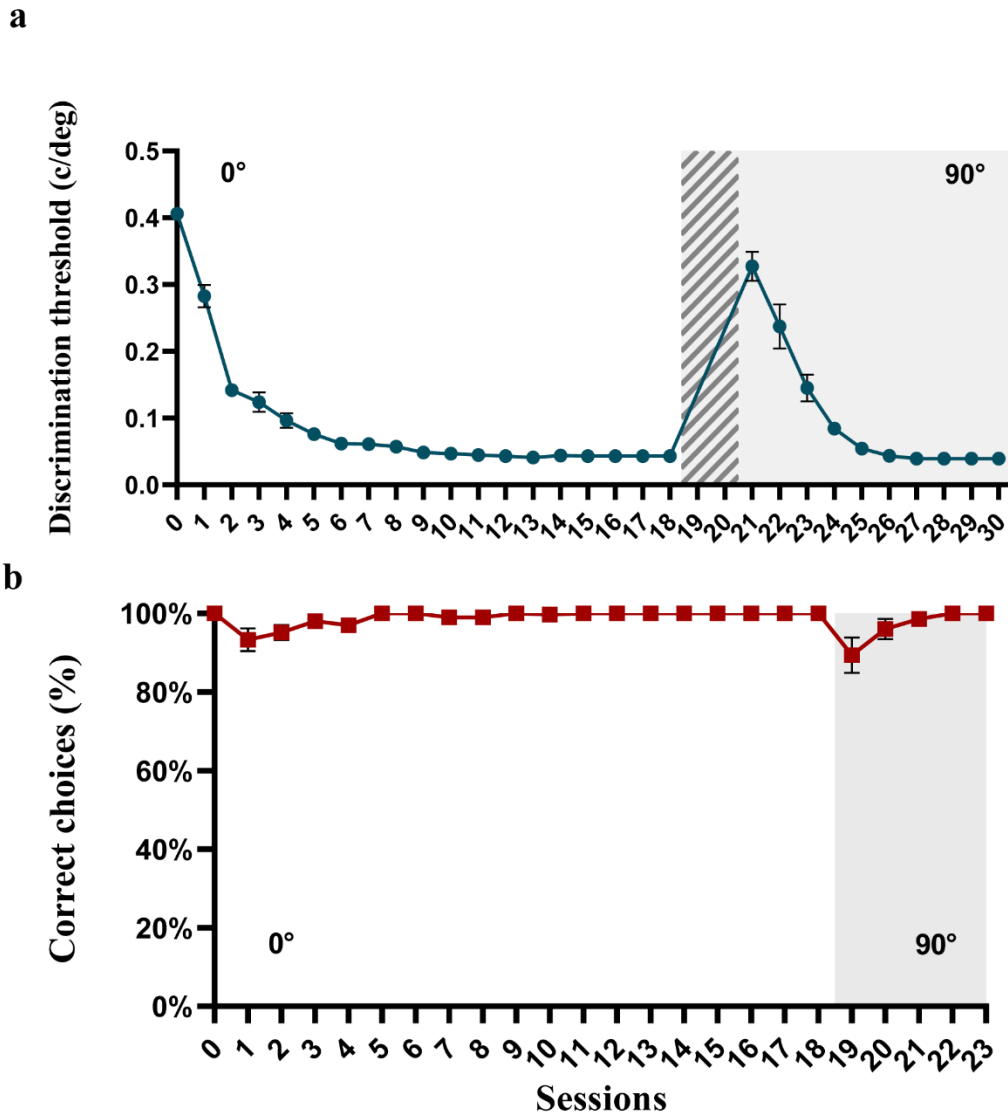 a
Discrimination threshold (c/deg)
0.5
0.4
0.3
0.2
0.1
0.0
0°
90°
0 1 2 3 4 5 6 7 8 9 10 11 12 13 14 15 16 17 18 19 20 21 22 23 24 25 26 27 28 29 30
b
Correct choices (%)
100%
80%
60%
40%
20%
0%
0°
90°
0 1 2 3 4 5 6 7 8 9 10 11 12 13 14 15 16 17 18 19 20 21 22 23
Sessions